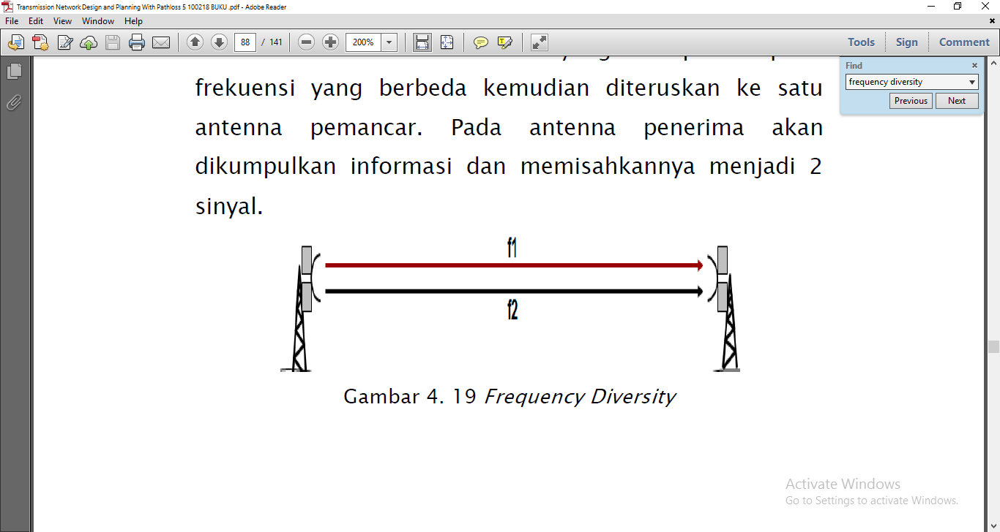 Transmission Network Design and Planning With Pathloss 5 100218 BUKU .pdf - Adobe Reader
File Edit View Window Help
88 / 141 200% Tools Sign Comment
Find
frequency diversity
Previous Next
frekuensi yang berbeda kemudian diteruskan ke satu
antenna pemancar. Pada antenna penerima akan
dikumpulkan informasi dan memisahkannya menjadi 2
sinyal.
f1
f2
Gambar 4. 19 Frequency Diversity
Activate Windows
Go to Settings to activate Windows.